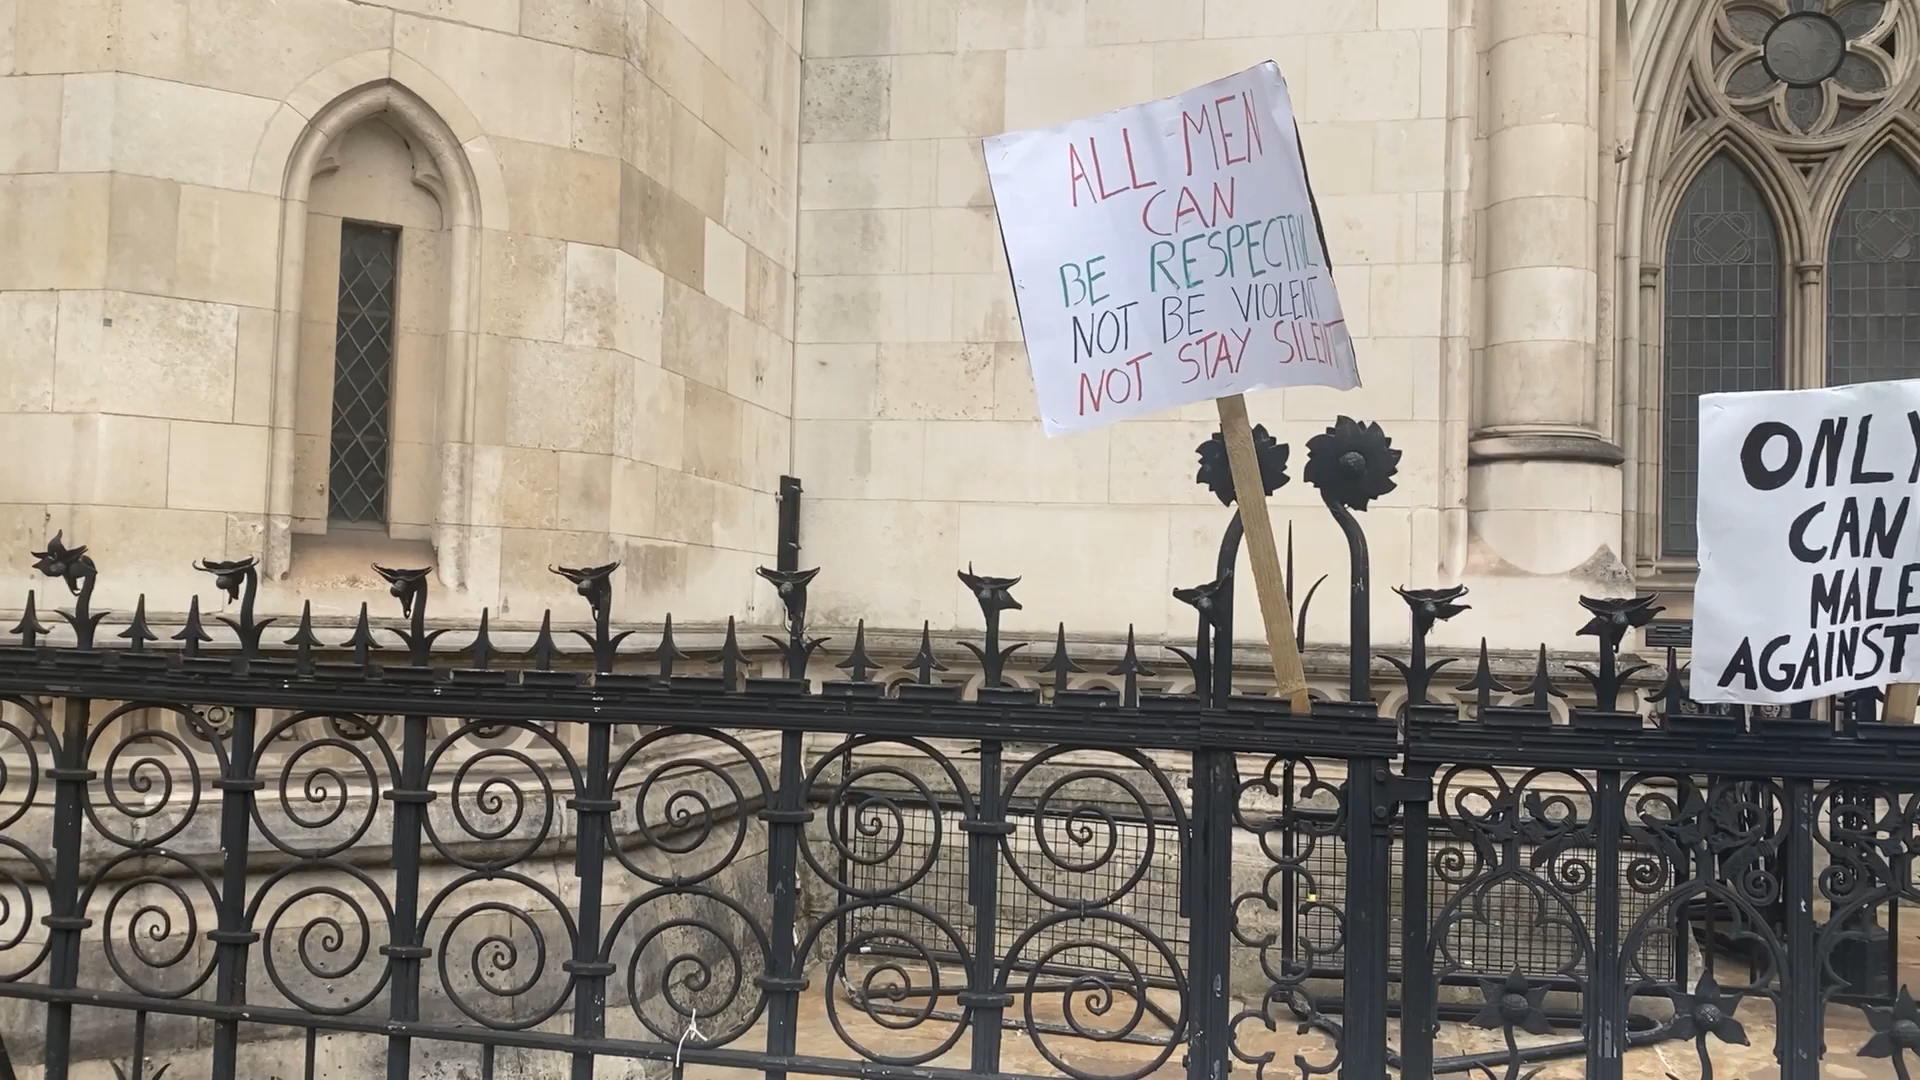 ALL MEN
CAN
BE RESPECTFUL
NOT BE VIOLENT
NOT STAY SILENT
ONLY
CAN
MALE
AGAINST